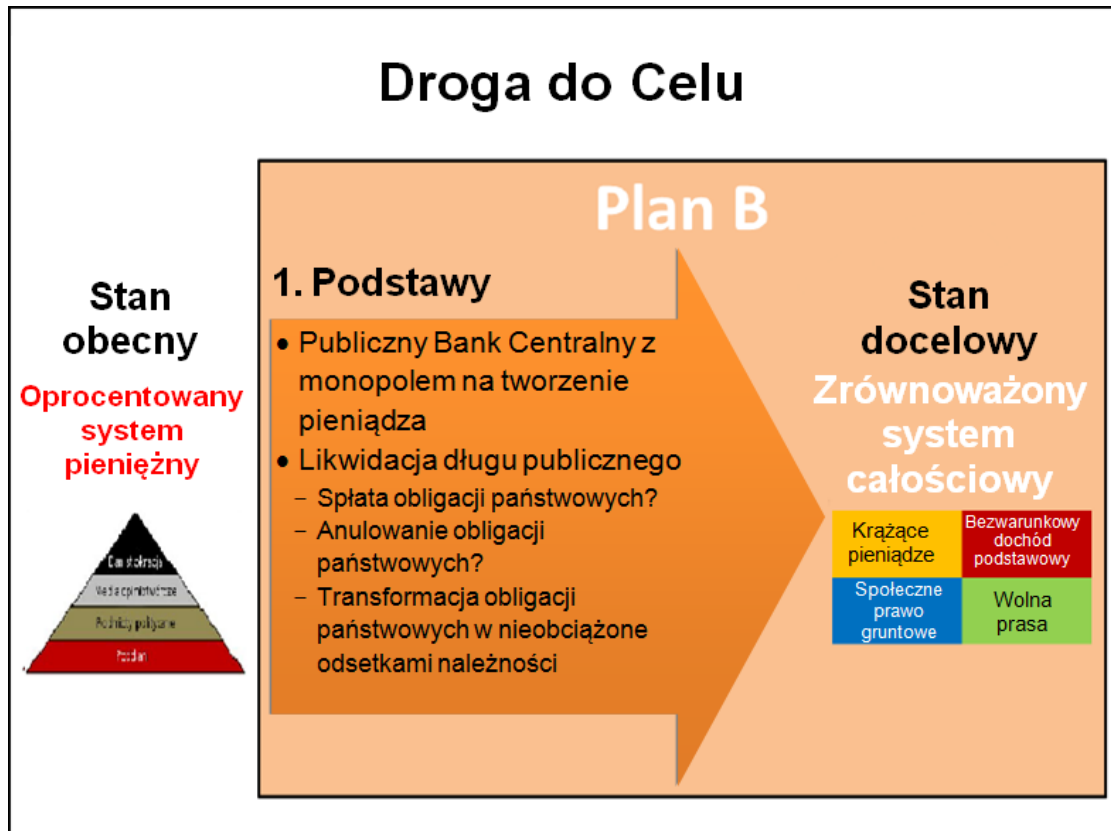 Droga do Celu
Plan B
Stan
obecny
Oprocentowany
system
pieniężny
1. Podstawy
• Publiczny Bank Centralny z
monopolem na tworzenie
pieniądza
• Likwidacja długu publicznego
– Spłata obligacji państwowych?
– Anulowanie obligacji
państwowych?
– Transformacja obligacji
państwowych w nieobciążone
odsetkami należności
Stan
docelowy
Zrównoważony
system
całościowy
Krążące
pieniądze
Bezwarunkowy
dochód
podstawowy
Społeczne
prawo
gruntowe
Wolna
prasa